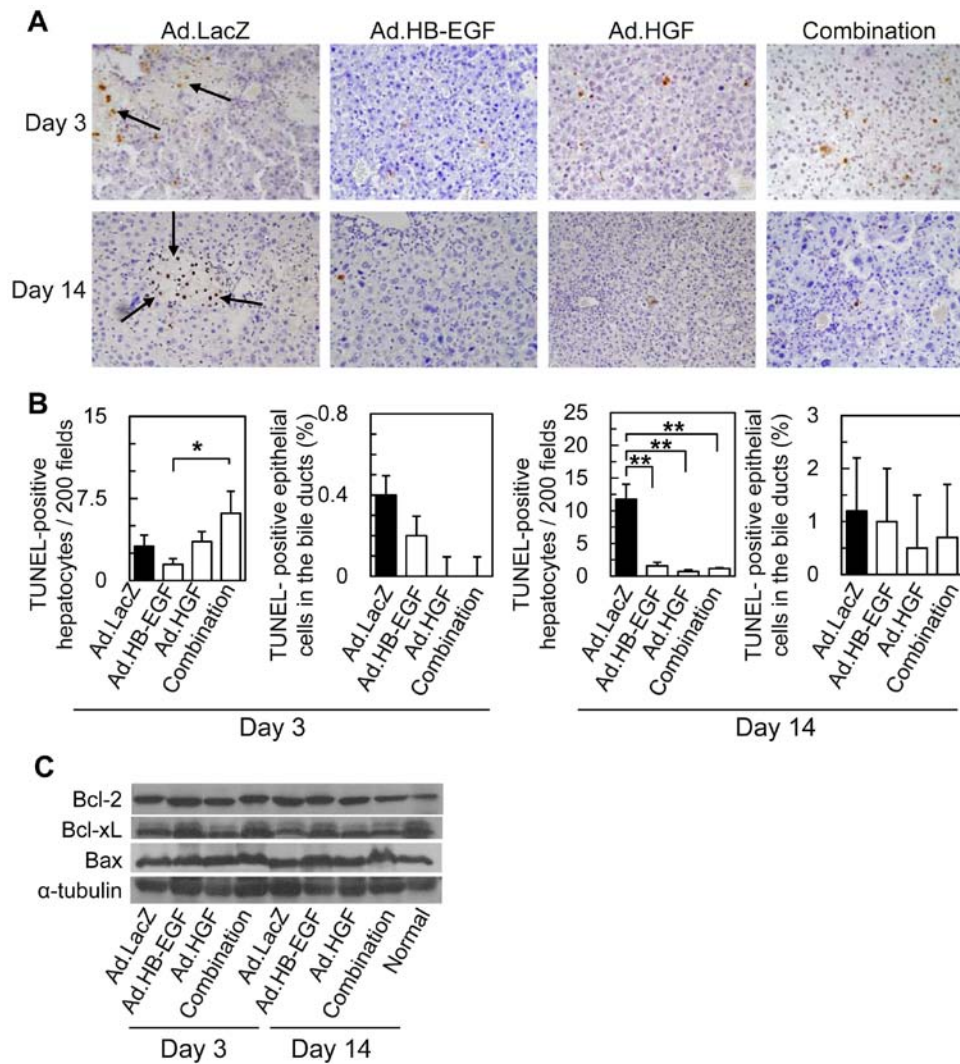 A
Ad.LacZ Ad.HB-EGF Ad.HGF Combination
Day 3
Day 14
B
TUNEL-positive
hepatocytes / 200 fields
15
7.5
0
*
Ad.LacZ
Ad.HB-EGF
Ad.HGF
Combination
TUNEL- positive epithelial
cells in the bile ducts (%)
0.8
0.4
0
Ad.LacZ
Ad.HB-EGF
Ad.HGF
Combination
Day 3
TUNEL-positive
hepatocytes / 200 fields
25
20
15
10
5
0
**
**
**
Ad.LacZ
Ad.HB-EGF
Ad.HGF
Combination
TUNEL- positive epithelial
cells in the bile ducts (%)
3
2
1
0
Ad.LacZ
Ad.HB-EGF
Ad.HGF
Combination
Day 14
C
Bcl-2
Bcl-xL
Bax
α-tubulin
Ad.LacZ
Ad.HB-EGF
Ad.HGF
Combination
Ad.LacZ
Ad.HB-EGF
Ad.HGF
Combination
Normal
Day 3 Day 14